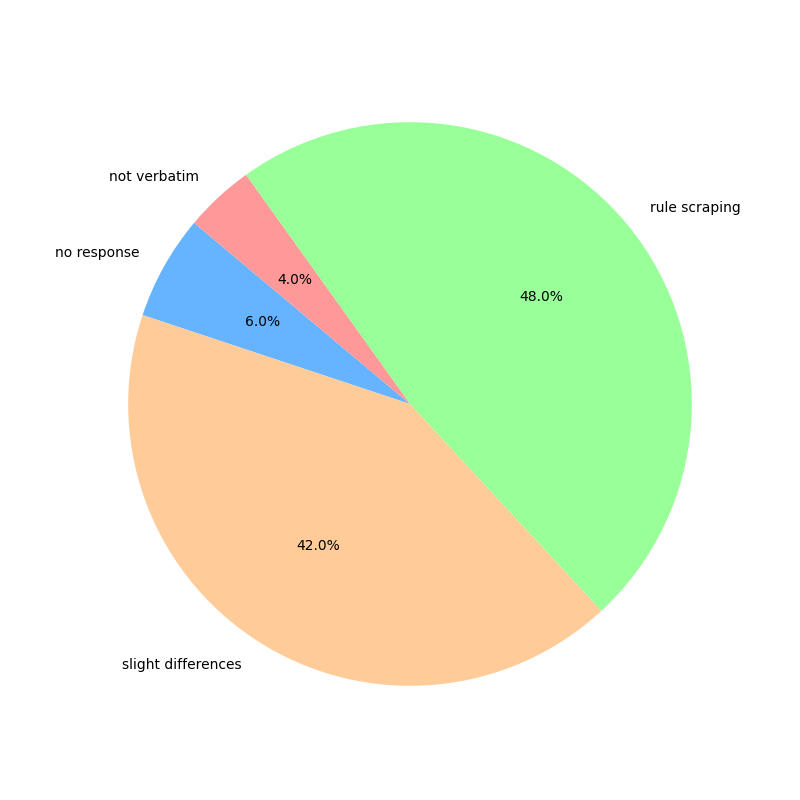 not verbatim
rule scraping
no response
4.0%
48.0%
6.0%
42.0%
slight differences